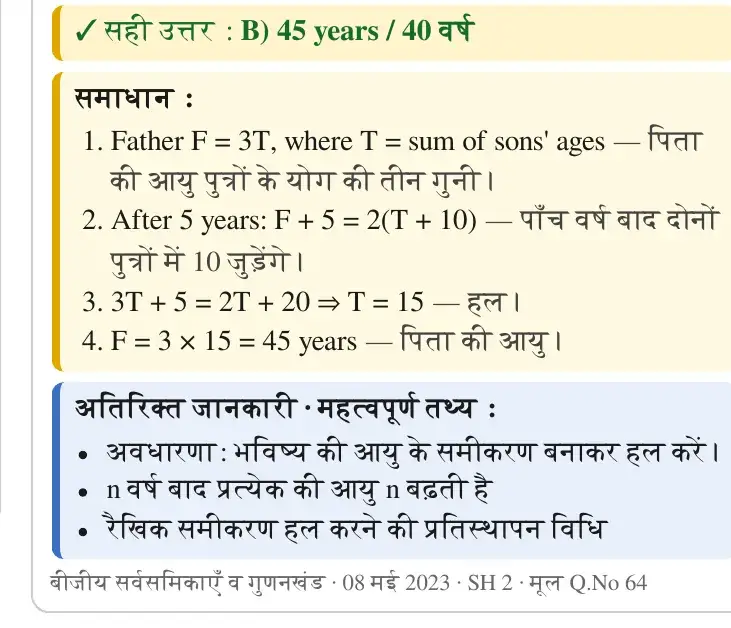 ✓ सही उत्तर : B) 45 years / 40 वर्ष
समाधान :
1. Father F = 3T, where T = sum of sons' ages — पिता
की आयु पुत्रों के योग की तीन गुनी।
2. After 5 years: F + 5 = 2(T + 10) — पाँच वर्ष बाद दोनों
पुत्रों में 10 जुड़ेंगे।
3. 3T + 5 = 2T + 20 ⇒ T = 15 — हल।
4. F = 3 × 15 = 45 years — पिता की आयु।
अतिरिक्त जानकारी · महत्वपूर्ण तथ्य :
• अवधारणा : भविष्य की आयु के समीकरण बनाकर हल करें।
• n वर्ष बाद प्रत्येक की आयु n बढ़ती है
• रैखिक समीकरण हल करने की प्रतिस्थापन विधि
बीजीय सर्वसमिकाएँ व गुणनखंड · 08 मई 2023 · SH 2 · मूल Q.No 64